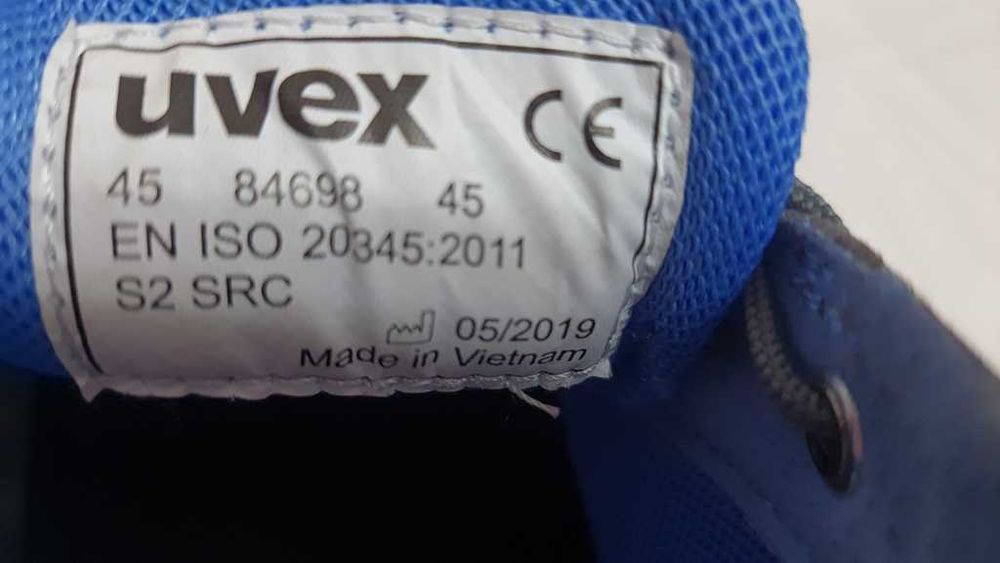 uvex CE
45 84698 45
EN ISO 20345:2011
S2 SRC
05/2019
Made in Vietnam